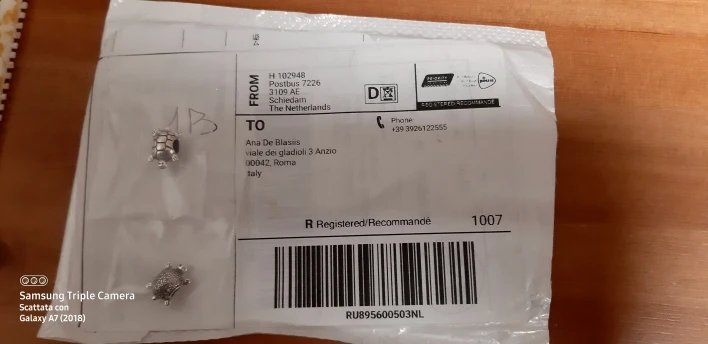 FROM
H-102948
Postbus 7226
3109 AE
Schiedam
The Netherlands
D
PRIORITY
REGISTERED RECOMMANDÉ
1B
TO
Ana De Blasiis
viale dei gladioli 3 Anzio
00042, Roma
Italy
Phone:
+39 3926122555
R Registered/Recommandé 1007
RU895600503NL
Samsung Triple Camera
Scattata con
Galaxy A7 (2018)